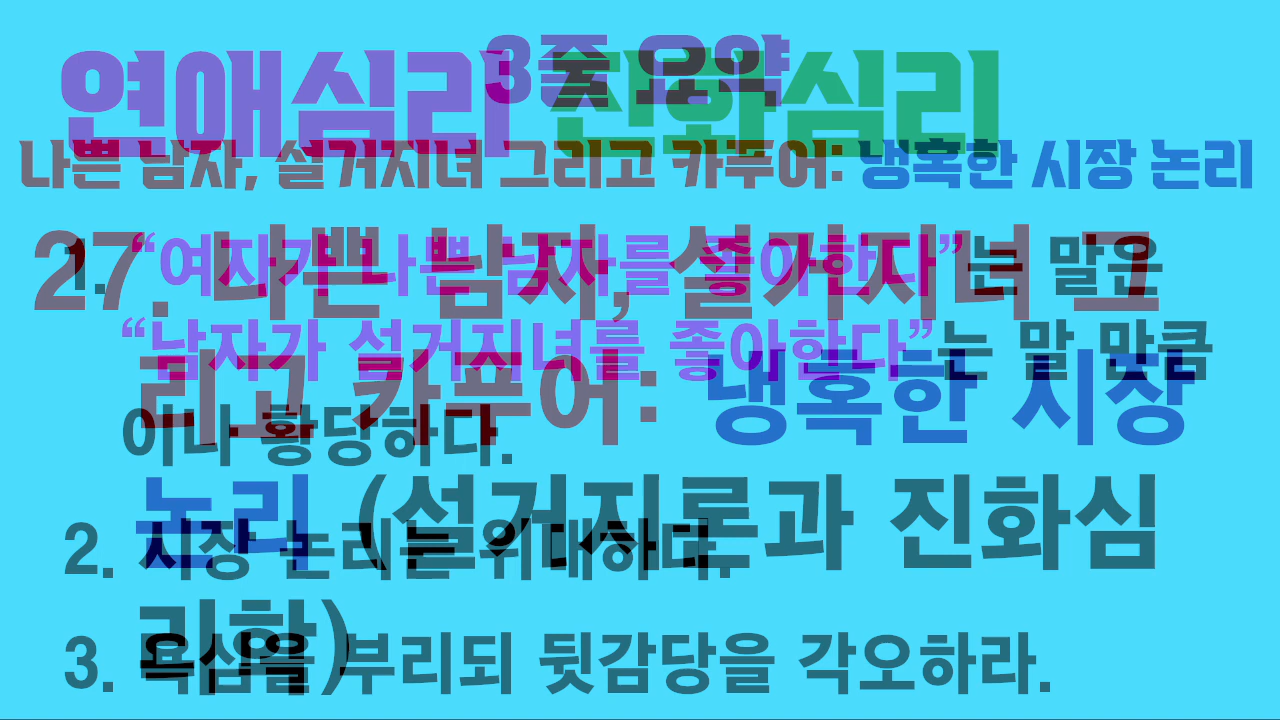 3줄 요약
연애심리 진화심리
나쁜 남자, 설거지녀 그리고 카푸어: 냉혹한 시장 논리
27. 나쁜 남자, 설거지녀 그
리고 카푸어: 냉혹한 시장
논리 (설거지론과 진화심
리학)
1. “여자가 나쁜 남자를 좋아한다”는 말은
“남자가 설거지녀를 좋아한다”는 말 만큼
이나 황당하다.
2. 시장 논리는 위대하다.
3. 욕심을 부리되 뒷감당을 각오하라.